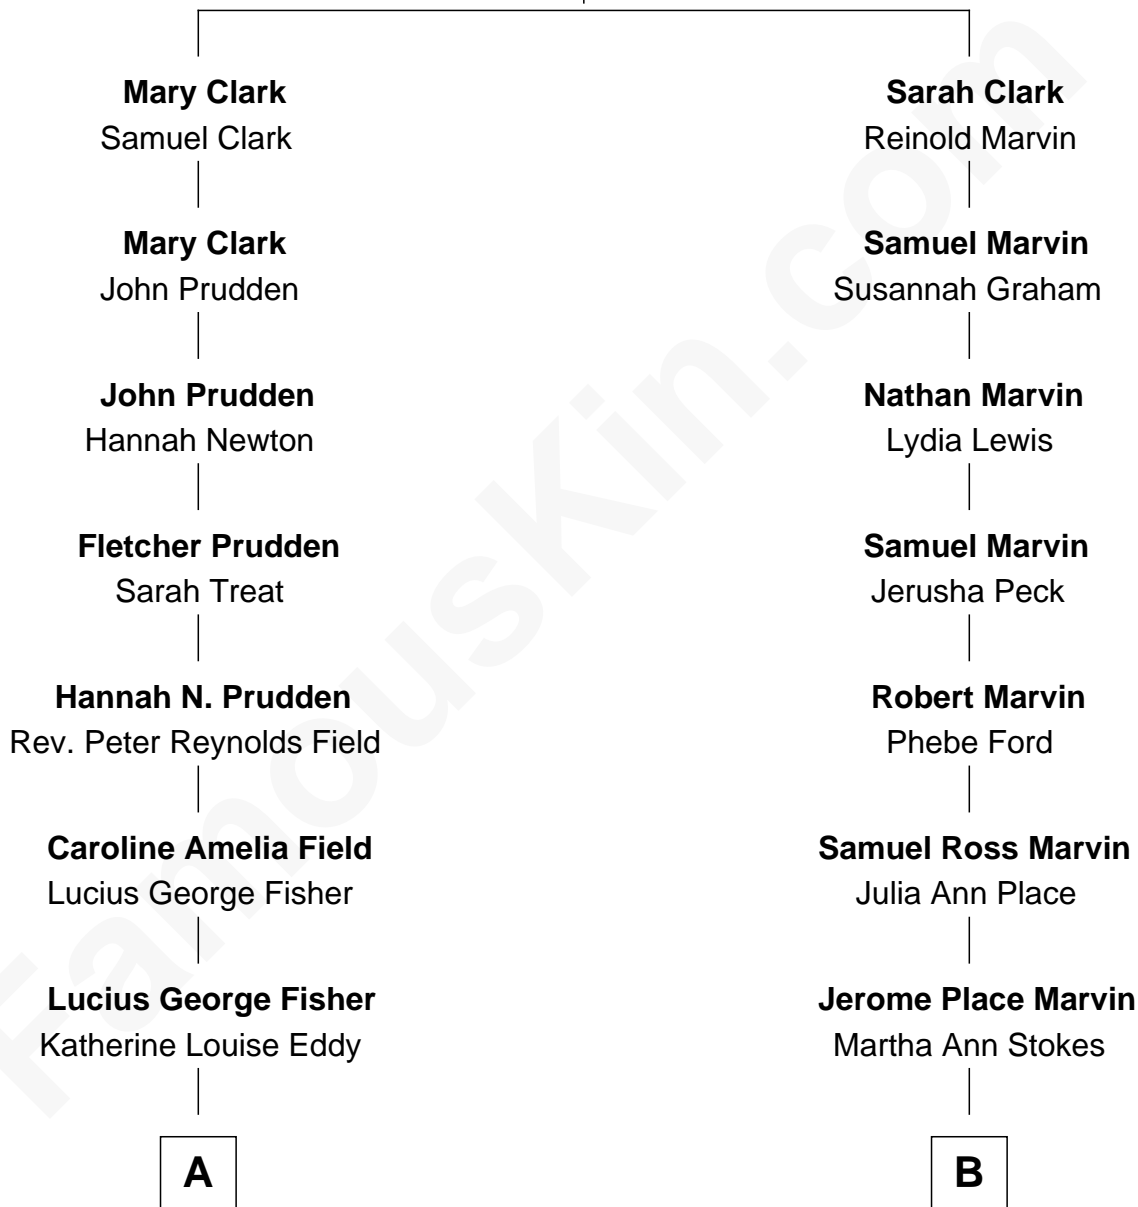 Mary Clark
Samuel Clark
Mary Clark
John Prudden
John Prudden
Hannah Newton
Fletcher Prudden
Sarah Treat
Hannah N. Prudden
Rev. Peter Reynolds Field
Caroline Amelia Field
Lucius George Fisher
Lucius George Fisher
Katherine Louise Eddy
A
Sarah Clark
Reinold Marvin
Samuel Marvin
Susannah Graham
Nathan Marvin
Lydia Lewis
Samuel Marvin
Jerusha Peck
Robert Marvin
Phebe Ford
Samuel Ross Marvin
Julia Ann Place
Jerome Place Marvin
Martha Ann Stokes
B
FamousKin.com